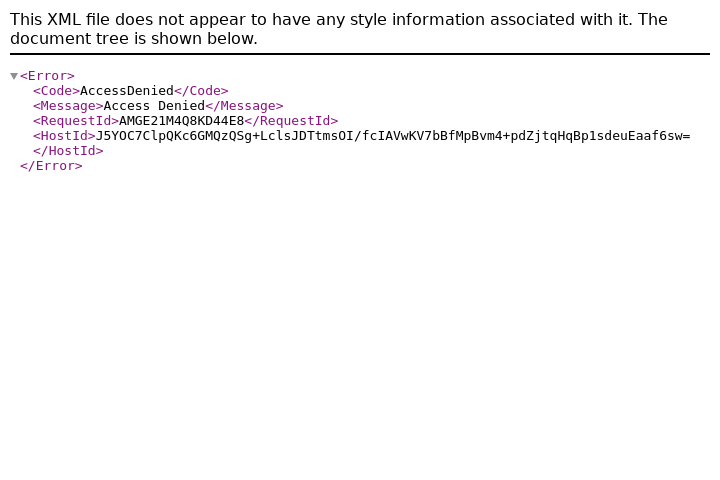 This XML file does not appear to have any style information associated with it. The
document tree is shown below.
<Error>
<Code>AccessDenied</Code>
<Message>Access Denied</Message>
<RequestId>AMGE21M4Q8KD44E8</RequestId>
<HostId>J5YOC7ClpQKc6GMQzQSg+LclsJDTtmsOI/fcIAVwKV7bBfMpBvm4+pdZjtqHqBp1sdeuEaaf6sw=
</HostId>
</Error>